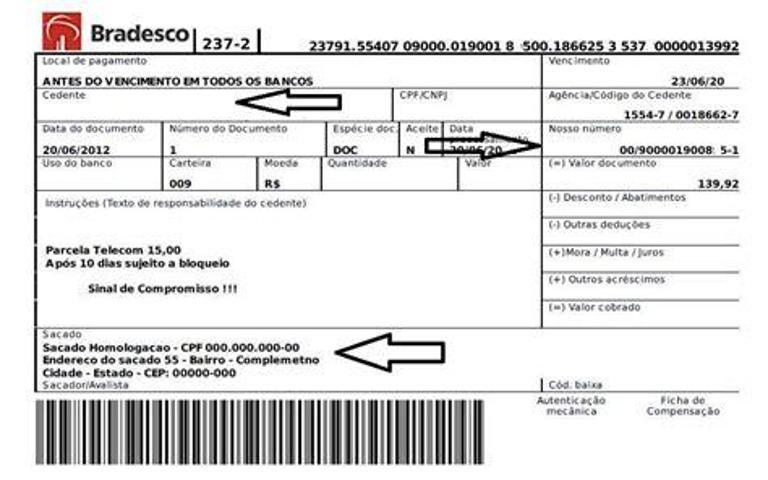 Bradesco 237-2 23791.55407 09000.019001 8 500.186625 3 537 0000013992
Local de pagamento
Vencimento
ANTES DO VENCIMENTO EM TODOS OS BANCOS
23/06/20
Cedente CPF/CNPJ Agência/Código do Cedente
1554-7 / 0018662-7
Data do documento Número do Documento Espécie doc. Aceite Data Nosso número
20/06/2012 1 DOC N 20/06/20 00/9000019008: 5-1
Uso do banco Carteira Moeda Quantidade Valor (=) Valor documento
009 R$ 139,92
Instruções (Texto de responsabilidade do cedente)
(-) Desconto / Abatimentos
(-) Outras deduções
Parcela Telecom 15,00
(+)Mora / Multa / Juros
Após 10 dias sujeito a bloqueio
(+) Outros acréscimos
Sinal de Compromisso !!!
(=) Valor cobrado
Sacado
Sacado Homologacao - CPF 000.000.000-00
Endereco do sacado 55 - Bairro - Complemetno
Cidade - Estado - CEP: 00000-000
Sacador/Avalista Cód. baixa
Autenticação mecânica
Ficha de Compensação